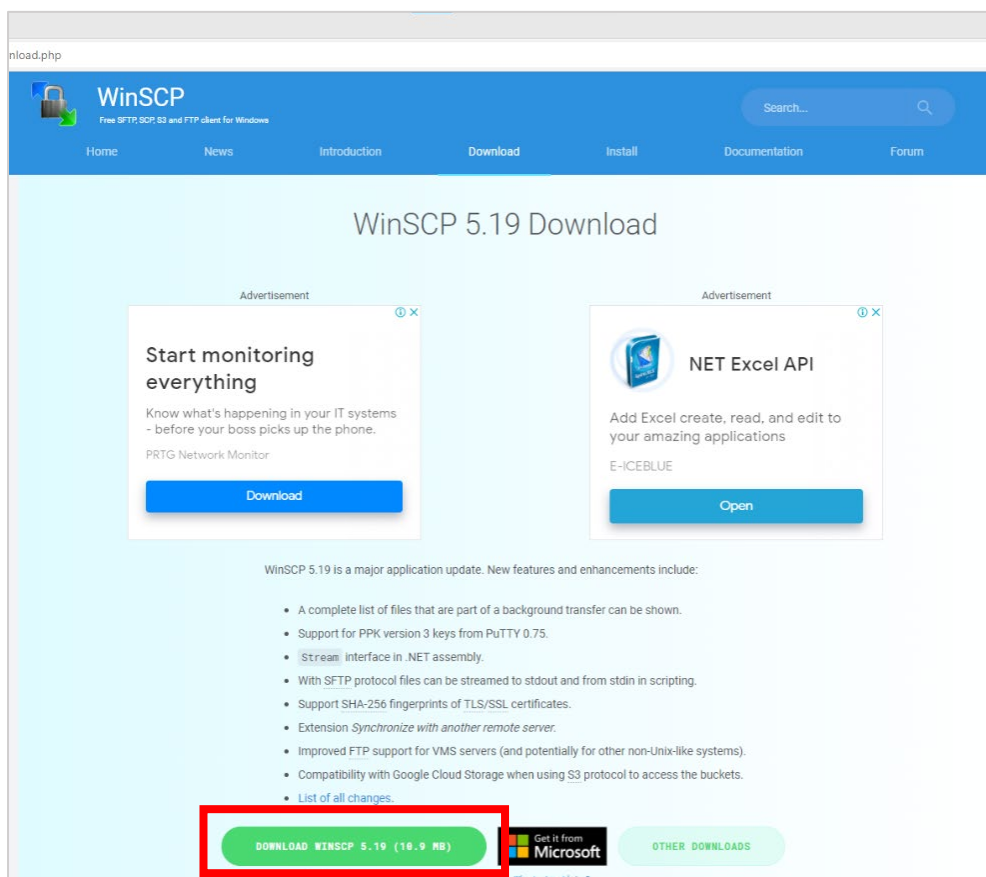 nload.php
WinSCP
Free SFTP, SCP, S3 and FTP client for Windows
Search...
Home News Introduction Download Install Documentation Forum
WinSCP 5.19 Download
Advertisement
Start monitoring
everything
Know what's happening in your IT systems
- before your boss picks up the phone.
PRTG Network Monitor
Download
Advertisement
NET Excel API
Add Excel create, read, and edit to
your amazing applications
E-ICEBLUE
Open
WinSCP 5.19 is a major application update. New features and enhancements include:
• A complete list of files that are part of a background transfer can be shown.
• Support for PPK version 3 keys from PuTTY 0.75.
• Stream interface in .NET assembly.
• With SFTP protocol files can be streamed to stdout and from stdin in scripting.
• Support SHA-256 fingerprints of TLS/SSL certificates.
• Extension Synchronize with another remote server.
• Improved FTP support for VMS servers (and potentially for other non-Unix-like systems).
• Compatibility with Google Cloud Storage when using S3 protocol to access the buckets.
• List of all changes.
DOWNLOAD WINSCP 5.19 (10.9 MB)
Get it from
Microsoft
OTHER DOWNLOADS